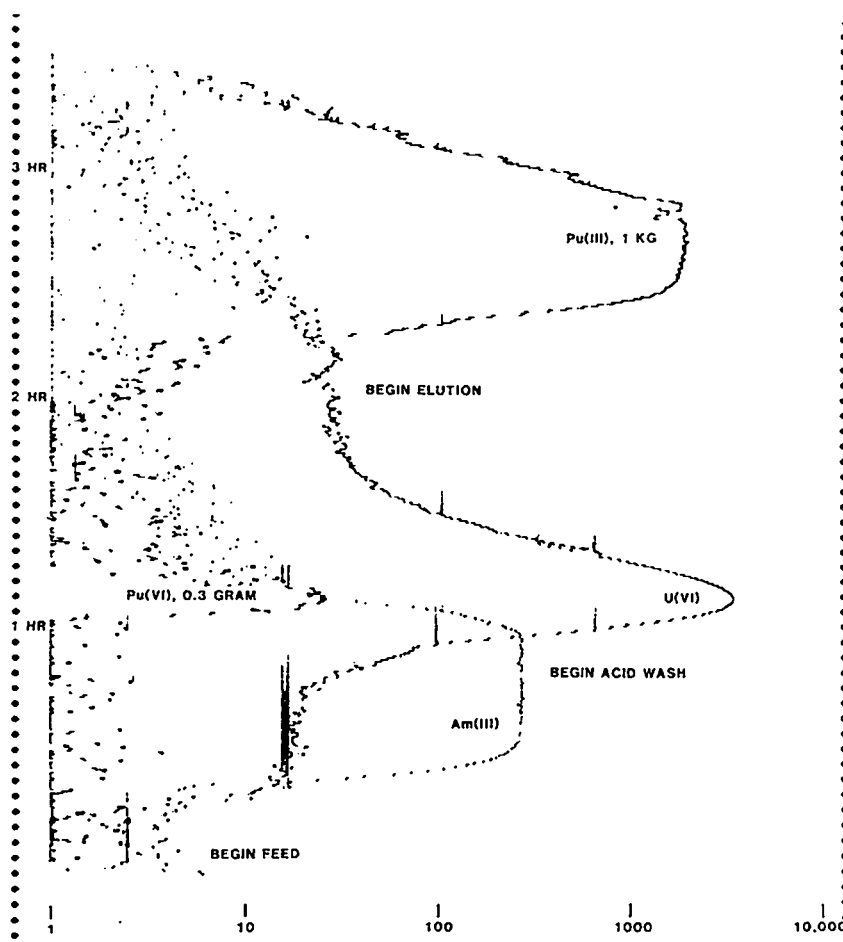 3 HR
Pu(III), 1 KG
BEGIN ELUTION
2 HR
Pu(VI), 0.3 GRAM
U(VI)
1 HR
BEGIN ACID WASH
Am(III)
BEGIN FEED
1 10 100 1000 10,000